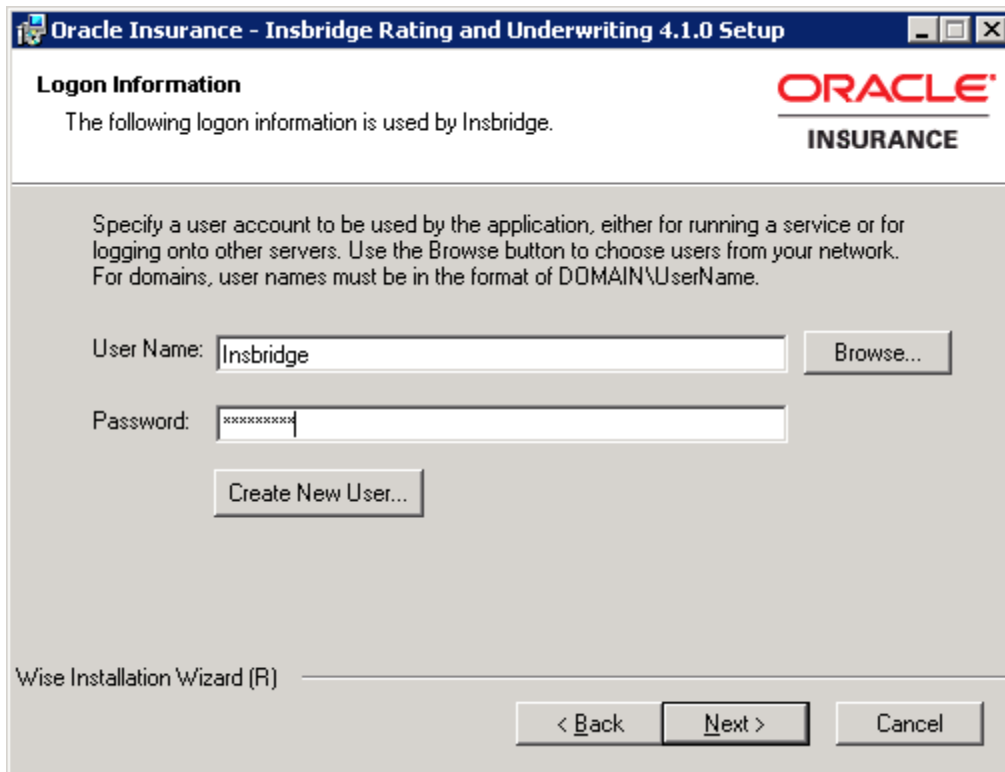 Oracle Insurance - Insbridge Rating and Underwriting 4.1.0 Setup
Logon Information
The following logon information is used by Insbridge.
ORACLE
INSURANCE
Specify a user account to be used by the application, either for running a service or for
logging onto other servers. Use the Browse button to choose users from your network.
For domains, user names must be in the format of DOMAIN\UserName.
User Name: Insbridge Browse...
Password: *********
Create New User...
Wise Installation Wizard (R)
< Back Next > Cancel